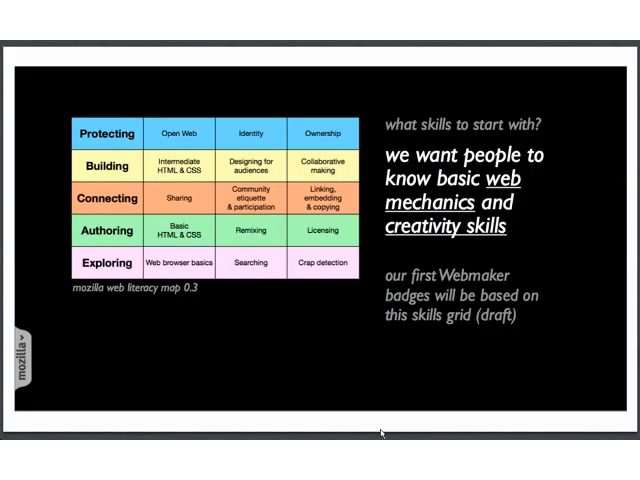 Protecting Open Web Identity Ownership
Building Intermediate HTML & CSS Designing for audiences Collaborative making
Connecting Sharing Community etiquette & participation Linking, embedding & copying
Authoring Basic HTML & CSS Remixing Licensing
Exploring Web browser basics Searching Crap detection
mozilla web literacy map 0.3
what skills to start with?
we want people to
know basic web
mechanics and
creativity skills
our first Webmaker
badges will be based on
this skills grid (draft)
mozilla